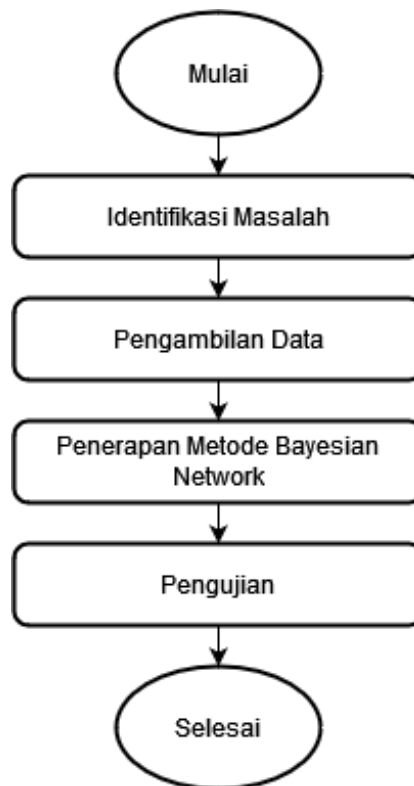 Mulai
Identifikasi Masalah
Pengambilan Data
Penerapan Metode Bayesian
Network
Pengujian
Selesai